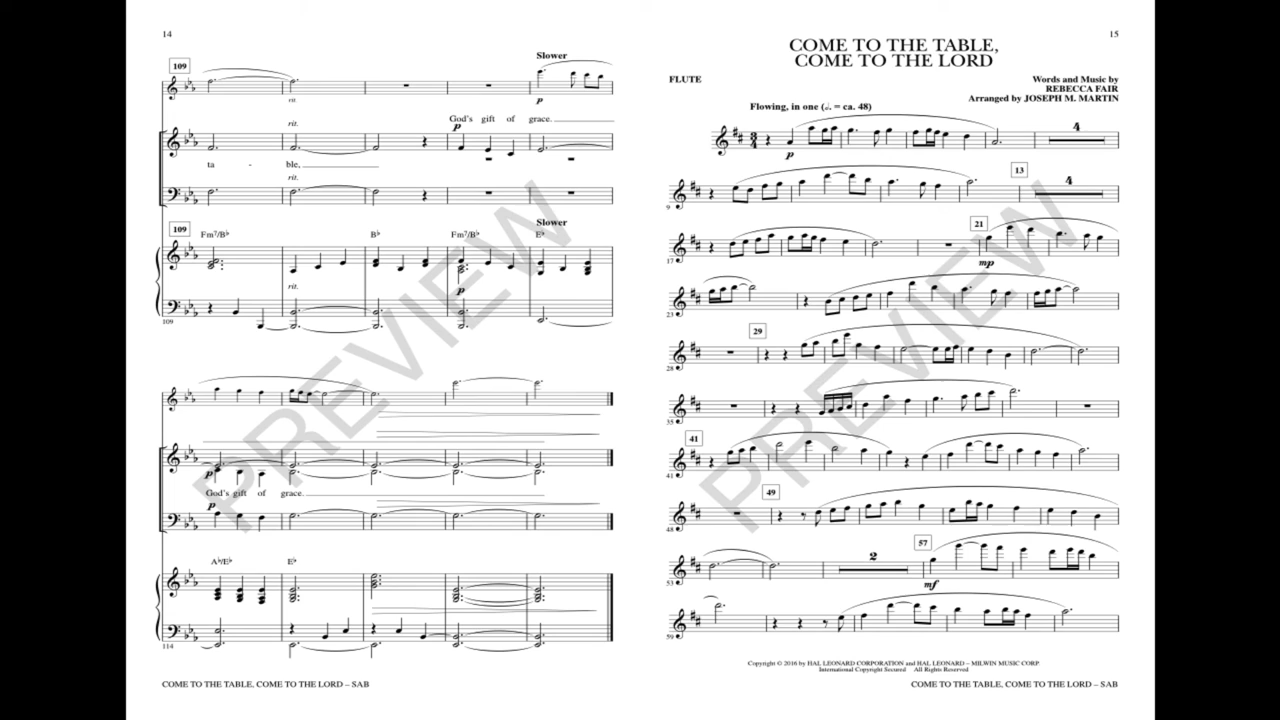 14
109
Slower
rit.
p
God's gift of grace.
rit.
p
ta - ble,
rit.
109
Slower
Fm7/B♭ B♭ Fm7/B♭ E♭
rit.
p
109
p
God's gift of grace.
p
A♭/E♭ E♭
114
COME TO THE TABLE, COME TO THE LORD – SAB
15
COME TO THE TABLE,
COME TO THE LORD
FLUTE
Words and Music by
REBECCA FAIR
Arranged by JOSEPH M. MARTIN
Flowing, in one (𝅗𝅥. = ca. 48)
3
4
4
p
13
4
9
21
17
mp
23
29
28
35
41
41
49
48
57
2
53
mf
59
Copyright © 2016 by HAL LEONARD CORPORATION and HAL LEONARD – MILWIN MUSIC CORP.
International Copyright Secured All Rights Reserved
COME TO THE TABLE, COME TO THE LORD – SAB
PREVIEW
PREVIEW